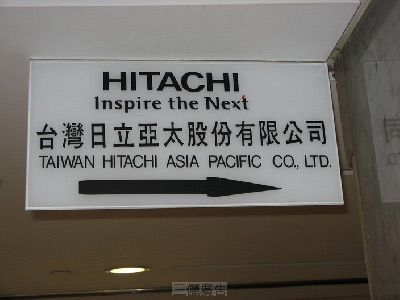 HITACHI
Inspire the Next
台灣日立亞太股份有限公司
TAIWAN HITACHI ASIA PACIFIC CO., LTD.